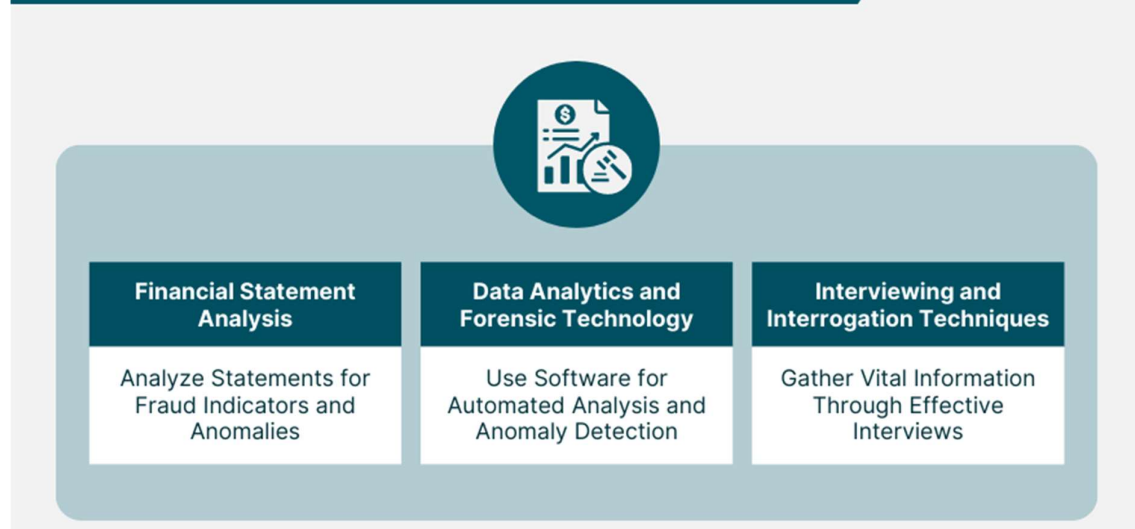 $
Financial Statement
Analysis
Analyze Statements for
Fraud Indicators and
Anomalies
Data Analytics and
Forensic Technology
Use Software for
Automated Analysis and
Anomaly Detection
Interviewing and
Interrogation Techniques
Gather Vital Information
Through Effective
Interviews